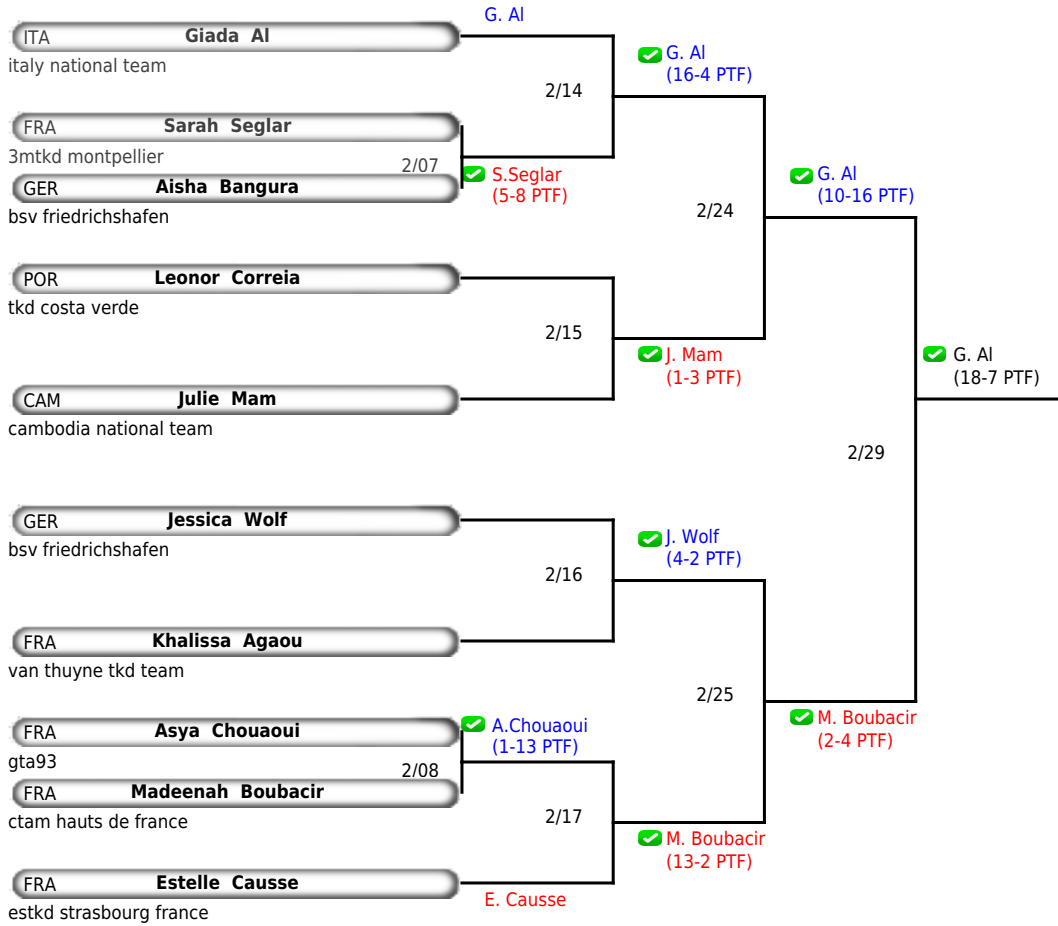 G. Al
ITA Giada Al
italy national team
G. Al
(16-4 PTF)
2/14
FRA Sarah Seglar
3mtkd montpellier
2/07
S.Seglar
(5-8 PTF)
GER Aisha Bangura
bsv friedrichshafen
G. Al
(10-16 PTF)
2/24
POR Leonor Correia
tkd costa verde
2/15
J. Mam
(1-3 PTF)
G. Al
(18-7 PTF)
CAM Julie Mam
cambodia national team
2/29
GER Jessica Wolf
bsv friedrichshafen
J. Wolf
(4-2 PTF)
2/16
FRA Khalissa Agaou
van thuyne tkd team
2/25
M. Boubacir
(2-4 PTF)
FRA Asya Chouaoui
gta93
A.Chouaoui
(1-13 PTF)
2/08
FRA Madeenah Boubacir
ctam hauts de france
2/17
M. Boubacir
(13-2 PTF)
FRA Estelle Causse
estkd strasbourg france
E. Causse